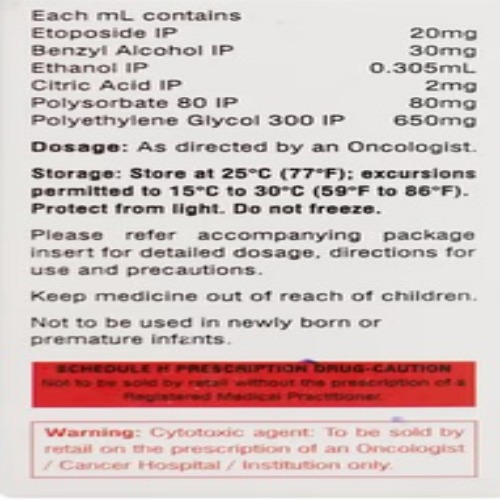 Each mL contains
Etoposide IP 20mg
Benzyl Alcohol IP 30mg
Ethanol IP 0.305mL
Citric Acid IP 2mg
Polysorbate 80 IP 80mg
Polyethylene Glycol 300 IP 650mg
Dosage: As directed by an Oncologist.
Storage: Store at 25°C (77°F); excursions
permitted to 15°C to 30°C (59°F to 86°F).
Protect from light. Do not freeze.
Please refer accompanying package
insert for detailed dosage, directions for
use and precautions.
Keep medicine out of reach of children.
Not to be used in newly born or
premature infants.
SCHEDULE H PRESCRIPTION DRUG-CAUTION
Not to be sold by retail without the prescription of a
Registered Medical Practitioner.
Warning: Cytotoxic agent: To be sold by
retail on the prescription of an Oncologist
/ Cancer Hospital / Institution only.